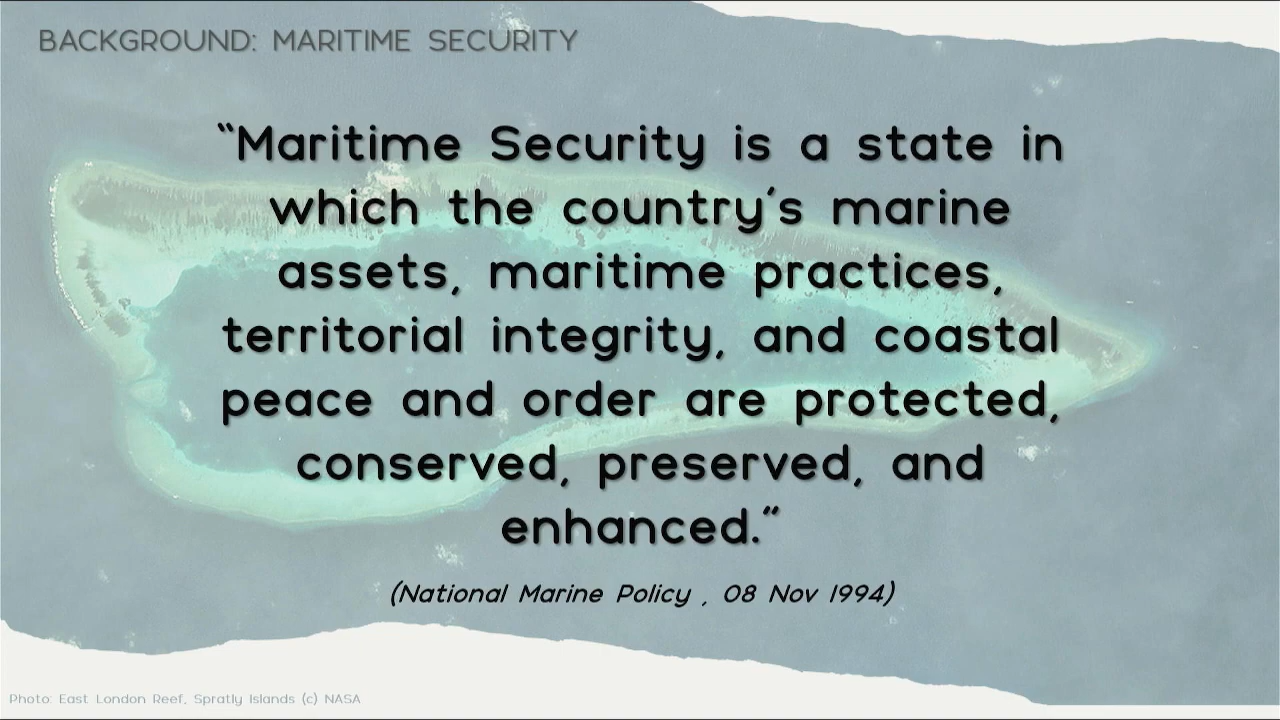 BACKGROUND: MARITIME SECURITY
“Maritime Security is a state in
which the country’s marine
assets, maritime practices,
territorial integrity, and coastal
peace and order are protected,
conserved, preserved, and
enhanced.”
(National Marine Policy , 08 Nov 1994)
Photo: East London Reef, Spratly Islands (c) NASA